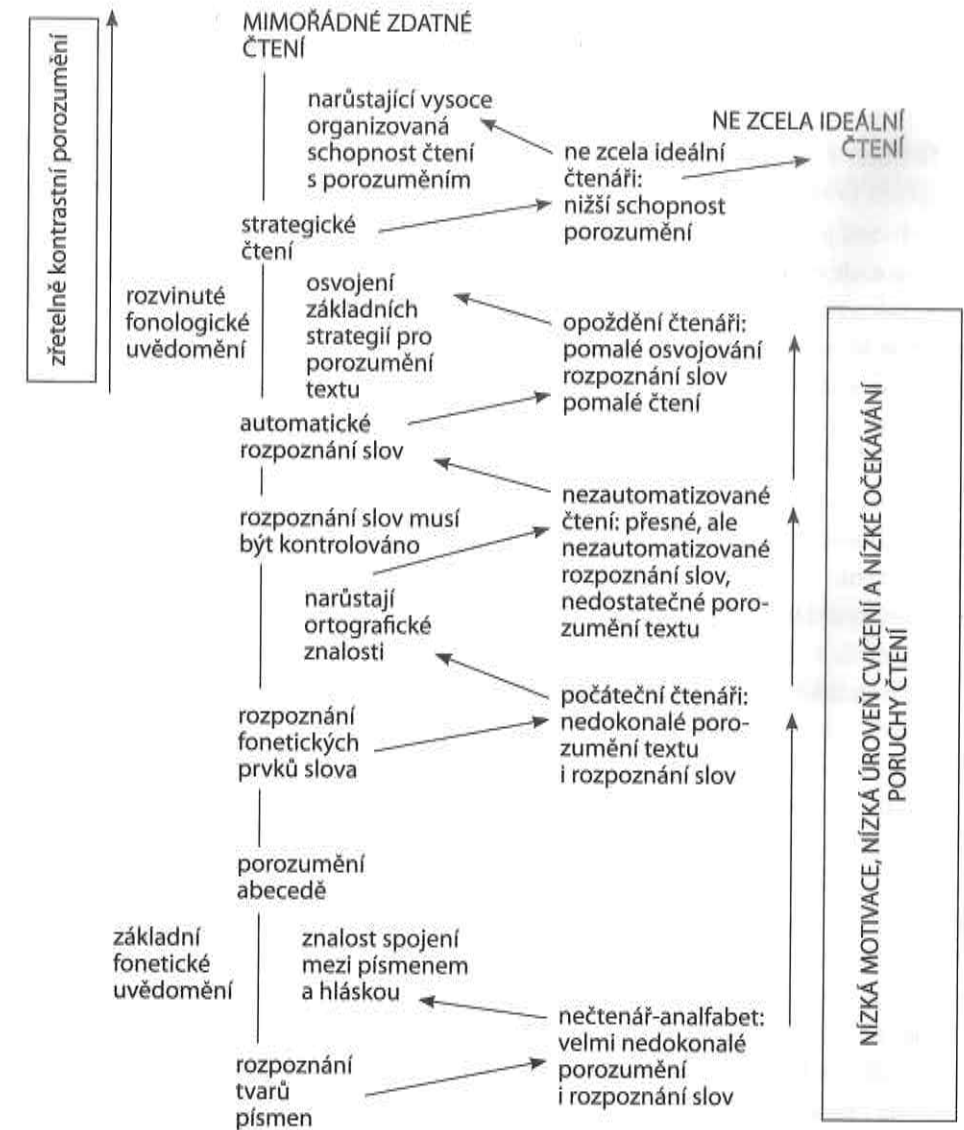 MIMOŘÁDNÉ ZDATNÉ
ČTENÍ
zřetelně kontrastní porozumění
narůstající vysoce
organizovaná
schopnost čtení
s porozuměním
NE ZCELA IDEÁLNÍ
ČTENÍ
ne zcela ideální
čtenáři:
nižší schopnost
porozumění
strategické
čtení
rozvinuté
fonologické
uvědomění
osvojení
základních
strategií pro
porozumění
textu
opoždění čtenáři:
pomalé osvojování
rozpoznání slov
pomalé čtení
automatické
rozpoznání slov
nezautomatizované
čtení: přesné, ale
nezautomatizované
rozpoznání slov,
nedostatečné poro-
zumění textu
rozpoznání slov musí
být kontrolováno
narůstají
ortografické
znalosti
počáteční čtenáři:
nedokonalé poro-
zumění textu
i rozpoznání slov
rozpoznání
fonetických
prvků slova
porozumění
abecedě
základní
fonetické
uvědomění
znalost spojení
mezi písmenem
a hláskou
nečtenář-analfabet:
velmi nedokonalé
porozumění
i rozpoznání slov
rozpoznání
tvarů
písmen
NÍZKÁ MOTIVACE, NÍZKÁ ÚROVEŇ CVIČENÍ A NÍZKÉ OČEKÁVÁNÍ
PORUCHY ČTENÍ